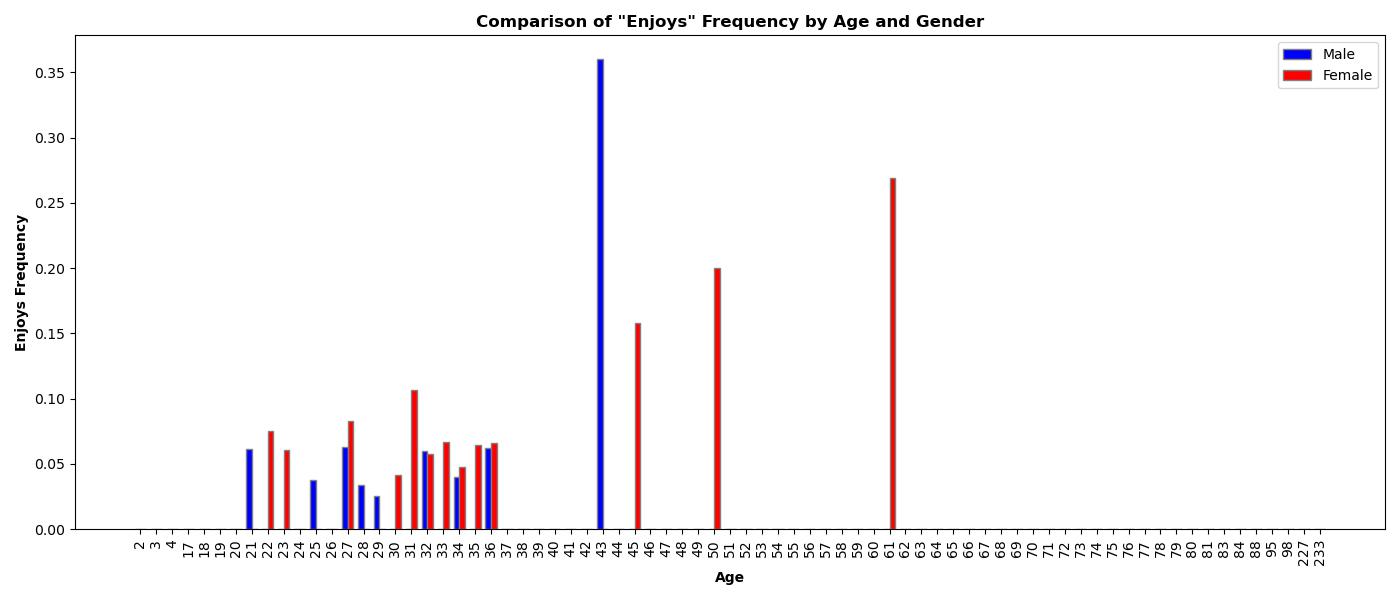 Comparison of "Enjoys" Frequency by Age and Gender
Male
Female
Enjoys Frequency
0.35
0.30
0.25
0.20
0.15
0.10
0.05
0.00
2 3 4 17 18 19 20 21 22 23 24 25 26 27 28 29 30 31 32 33 34 35 36 37 38 39 40 41 42 43 44 45 46 47 48 49 50 51 52 53 54 55 56 57 58 59 60 61 62 63 64 65 66 67 68 69 70 71 72 73 74 75 76 77 78 79 80 81 83 84 88 95 98 227 233
Age